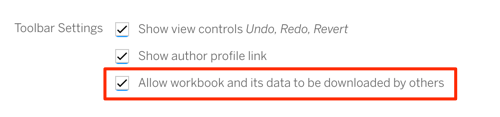 Toolbar Settings Show view controls Undo, Redo, Revert
Show author profile link
Allow workbook and its data to be downloaded by others